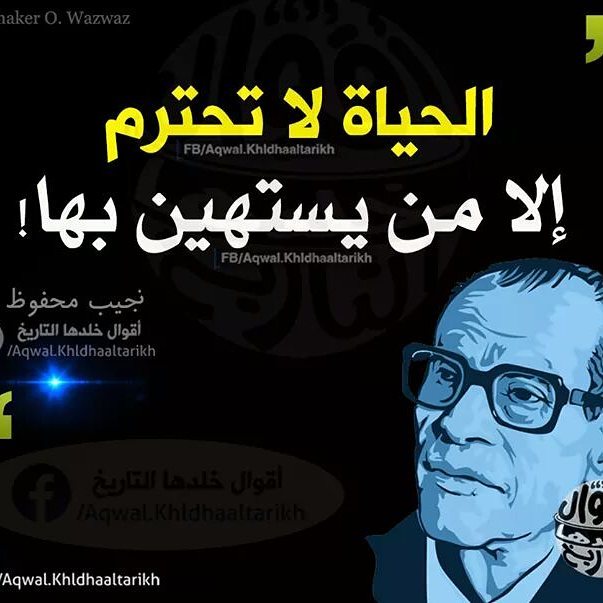 naker O. Wazwaz
الحياة لا تحترم
FB/Aqwal.Khldhaaltarikh
إلا من يستهين بها!
FB/Aqwal.Khldhaaltarikh
نجيب محفوظ
أقوال خلدها التاريخ
/Aqwal.Khldhaaltarikh
أقوال خلدها التاريخ
/Aqwal.Khldhaaltarikh
/Aqwal.Khldhaaltarikh